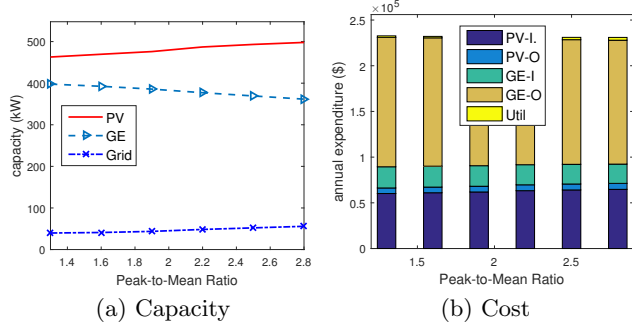 500
400
300
200
100
0
capacity (kW)
PV
GE
Grid
1.4 1.6 1.8 2 2.2 2.4 2.6 2.8
Peak-to-Mean Ratio
(a) Capacity
×10⁵
2.5
2
1.5
1
0.5
0
annual expenditure ($)
PV-I.
PV-O
GE-I
GE-O
Util
1.5 2 2.5
Peak-to-Mean Ratio
(b) Cost